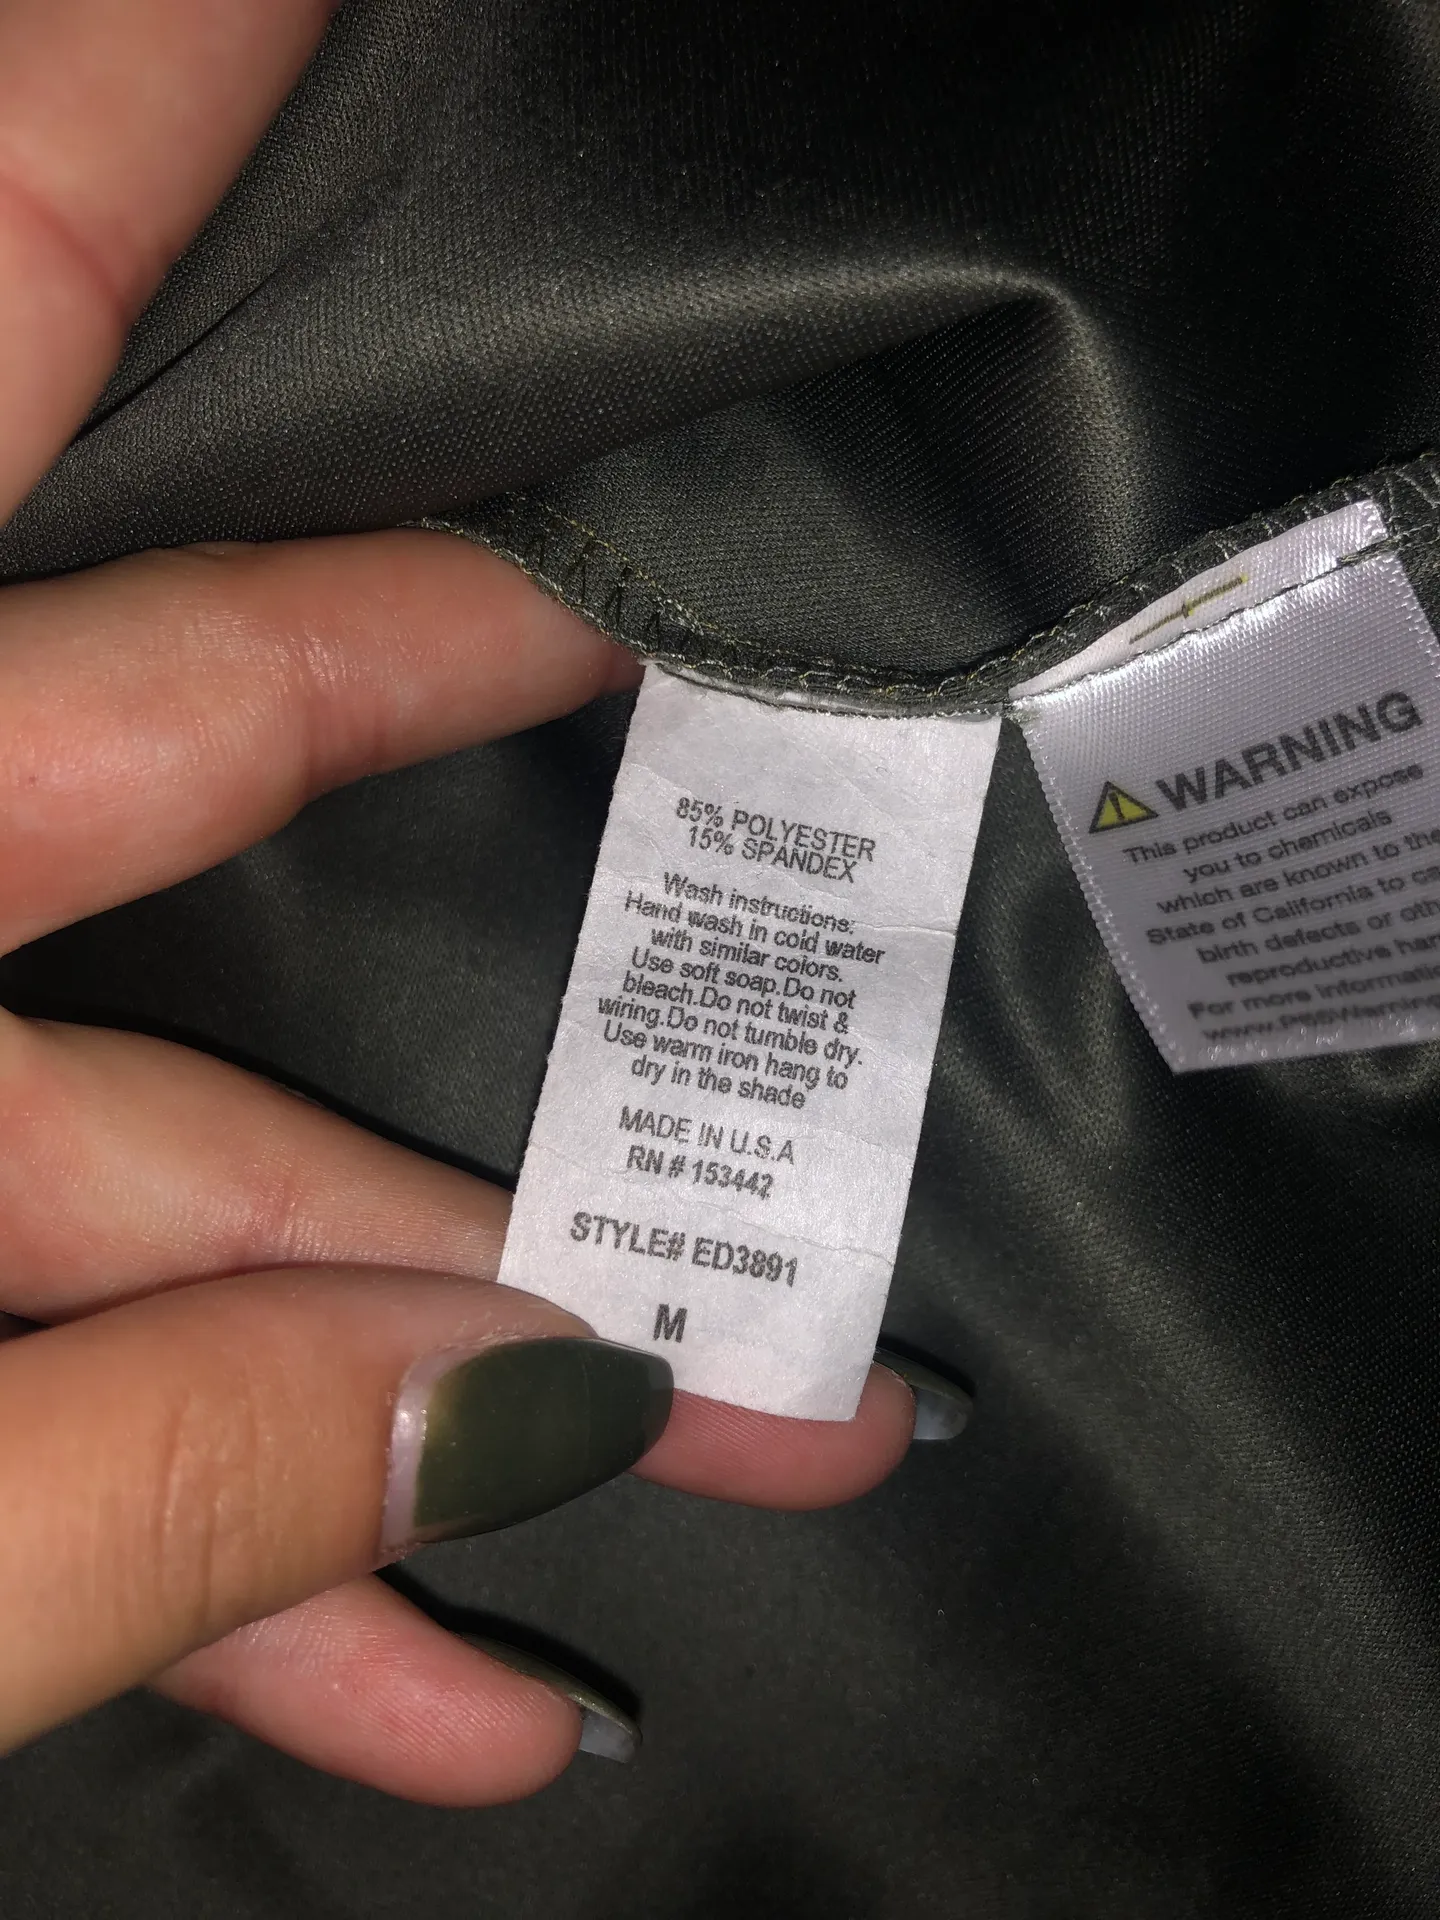 85% POLYESTER
15% SPANDEX
Wash instructions:
Hand wash in cold water
with similar colors.
Use soft soap.Do not
bleach.Do not twist &
wiring.Do not tumble dry.
Use warm iron hang to
dry in the shade
MADE IN U.S.A
RN # 153442
STYLE# ED3891
M
WARNING
This product can expose
you to chemicals
which are known to the
State of California to
birth defects or
reproductive
For more